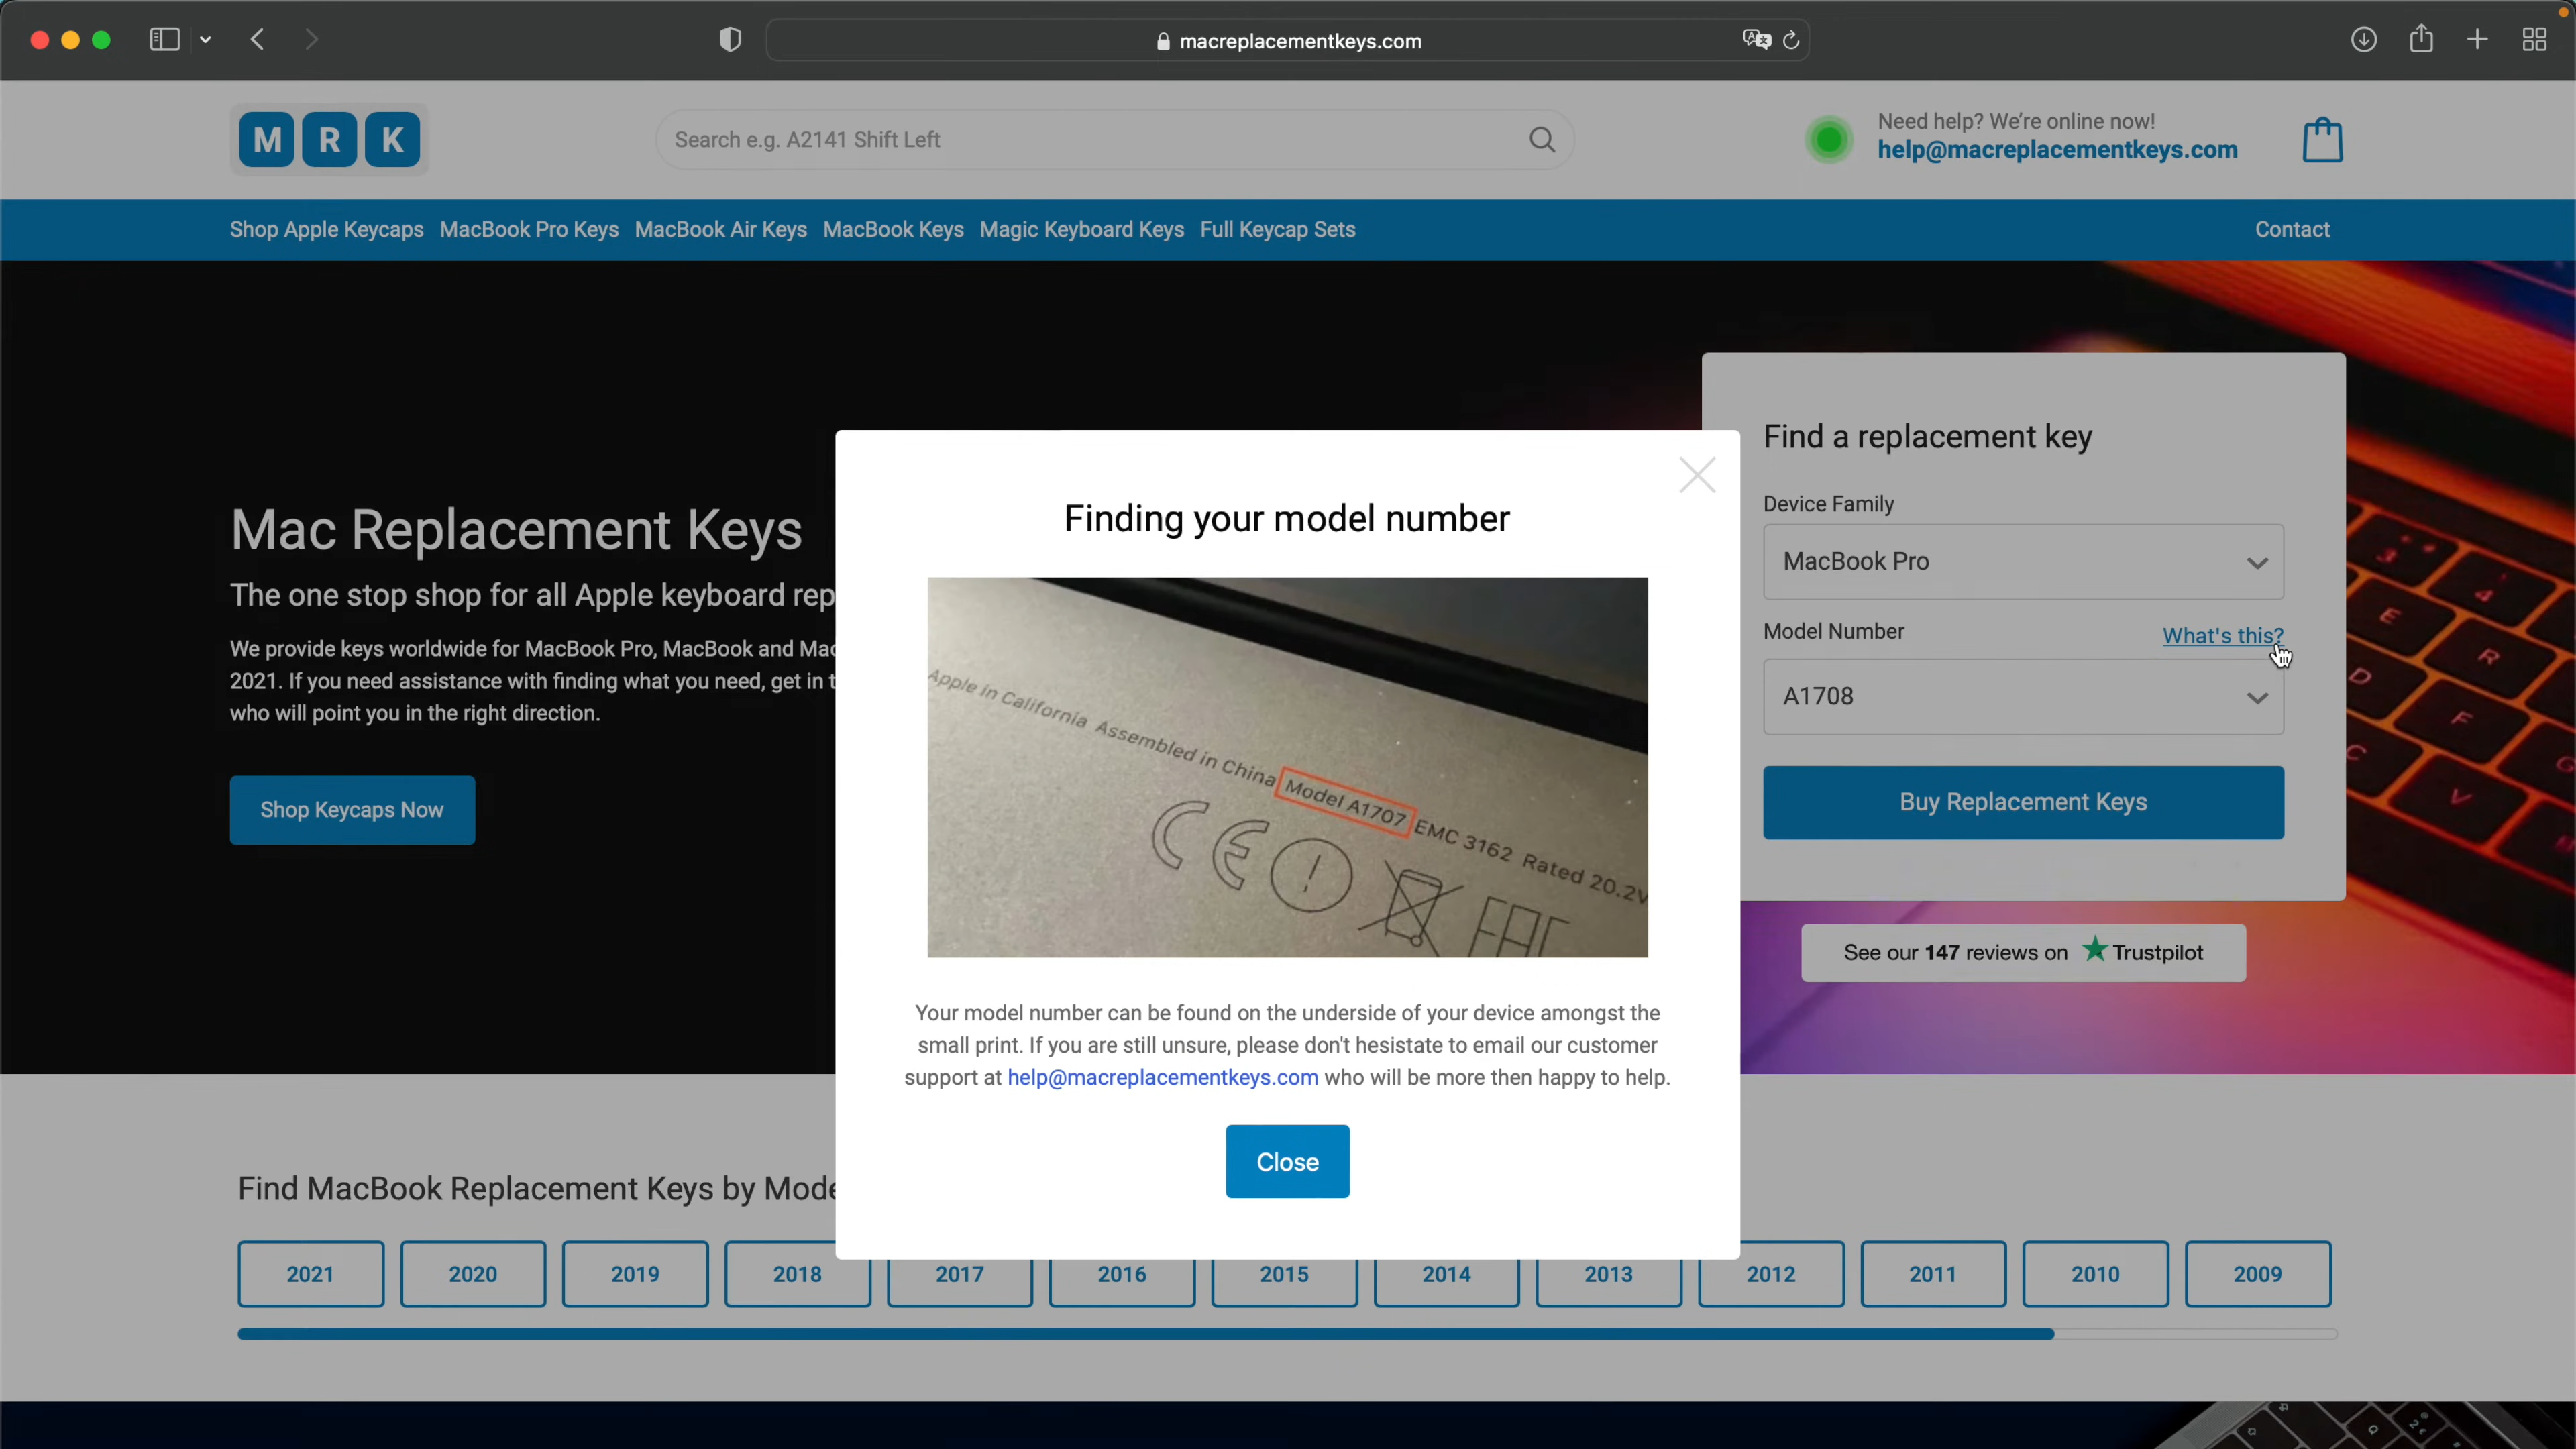 macreplacementkeys.com
M R K
Search e.g. A2141 Shift Left
Need help? We're online now!
help@macreplacementkeys.com
Shop Apple Keycaps MacBook Pro Keys MacBook Air Keys MacBook Keys Magic Keyboard Keys Full Keycap Sets Contact
Mac Replacement Keys
The one stop shop for all Apple keyboard rep
We provide keys worldwide for MacBook Pro, MacBook and Mac
2021. If you need assistance with finding what you need, get in t
who will point you in the right direction.
Shop Keycaps Now
Finding your model number
Apple in California Assembled in China Model A1707 EMC 3162 Rated 20.2V
CE
EAC
Your model number can be found on the underside of your device amongst the
small print. If you are still unsure, please don't hesistate to email our customer
support at help@macreplacementkeys.com who will be more then happy to help.
Close
Find a replacement key
Device Family
MacBook Pro
Model Number What's this?
A1708
Buy Replacement Keys
See our 147 reviews on Trustpilot
3
4
E
R
D
F
G
C
V
Find MacBook Replacement Keys by Mode
2021 2020 2019 2018 2017 2016 2015 2014 2013 2012 2011 2010 2009